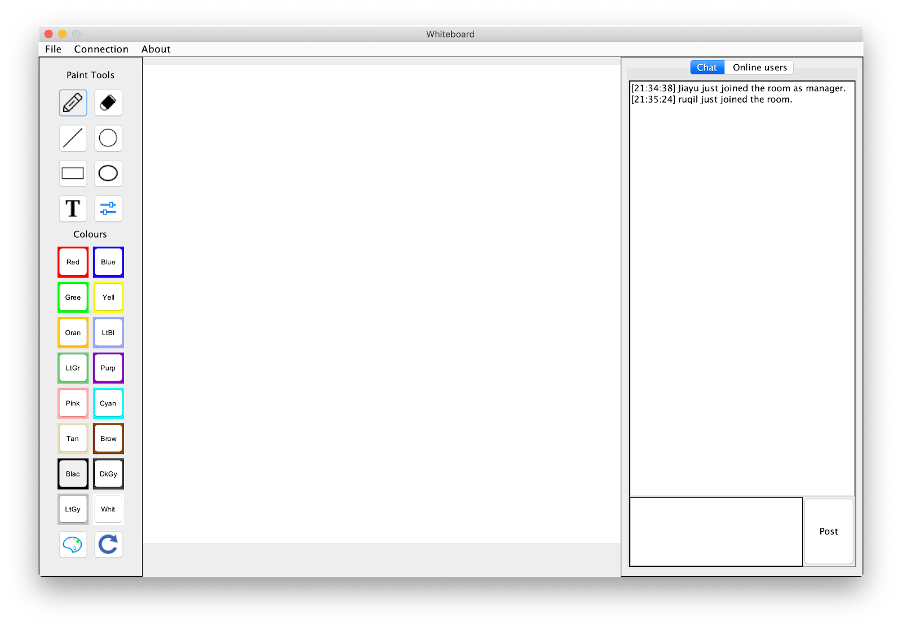 Whiteboard
File Connection About
Paint Tools
T
Colours
Red Blue
Gree Yell
Oran LtBl
LtGr Purp
Pink Cyan
Tan Brow
Blac DkGy
LtGy Whit
Chat Online users
[21:34:38] Jiayu just joined the room as manager.
[21:35:24] ruqil just joined the room.
Post